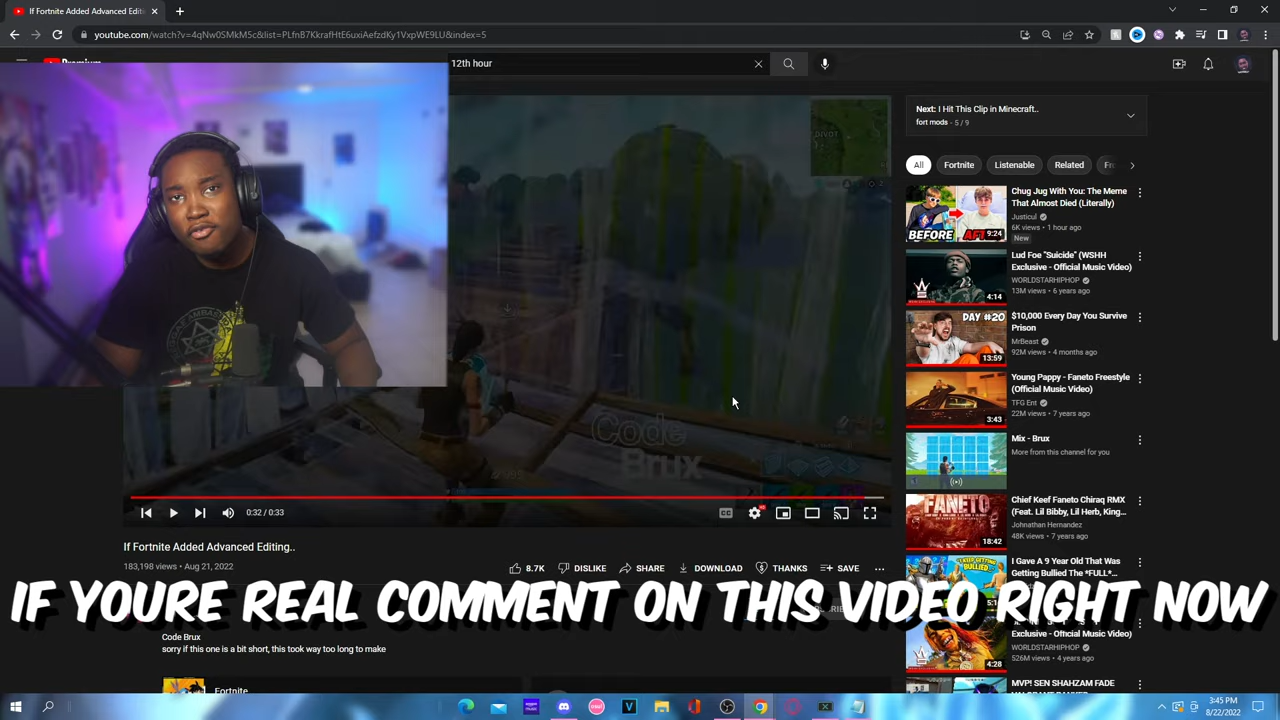 If Fortnite Added Advanced Editin
youtube.com/watch?v=4qNw0SMkM5c&list=PLfnB7KkrafHtE6uxiAefzdKy1VxpWE9LU&index=5
Premium
12th hour
DIVOT
Code
Next: I Hit This Clip in Minecraft..
fort mods - 5 / 9
All
Fortnite
Listenable
Related
BEFORE
9:24
Chug Jug With You: The Meme
That Almost Died (Literally)
Justicul
6K views • 1 hour ago
New
4:14
Lud Foe "Suicide" (WSHH
Exclusive - Official Music Video)
WORLDSTARHIPHOP
13M views • 6 years ago
DAY #20
13:59
$10,000 Every Day You Survive
Prison
MrBeast
92M views • 4 months ago
3:43
Young Pappy - Faneto Freestyle
(Official Music Video)
TFG Ent
22M views • 7 years ago
Mix - Brux
More from this channel for you
FANETO
18:42
Chief Keef Faneto Chiraq RMX
(Feat. Lil Bibby, Lil Herb, King...
Johnathan Hernandez
48K views • 7 years ago
I Gave A 9 Year Old That Was
Getting Bullied The *FULL*...
0:32 / 0:33
If Fortnite Added Advanced Editing..
183,198 views • Aug 21, 2022
8.7K
DISLIKE
SHARE
DOWNLOAD
THANKS
SAVE
IF YOURE REAL COMMENT ON THIS VIDEO RIGHT NOW
Code Brux
sorry if this one is a bit short, this took way too long to make
Fortnite
4:28
Exclusive - Official Music Video)
WORLDSTARHIPHOP
526M views • 4 years ago
MVP! SEN SHAHZAM FADE
3:45 PM
8/22/2022